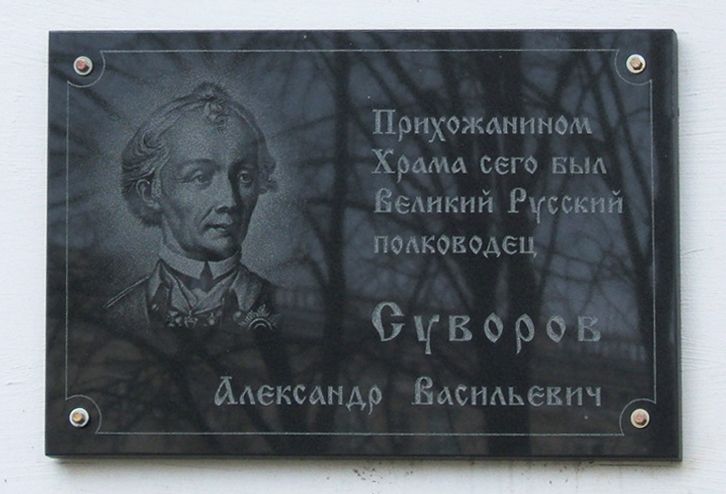 Прихожанином
Храма сего был
Великий Русский
полководец
Суворов
Александр Васильевич